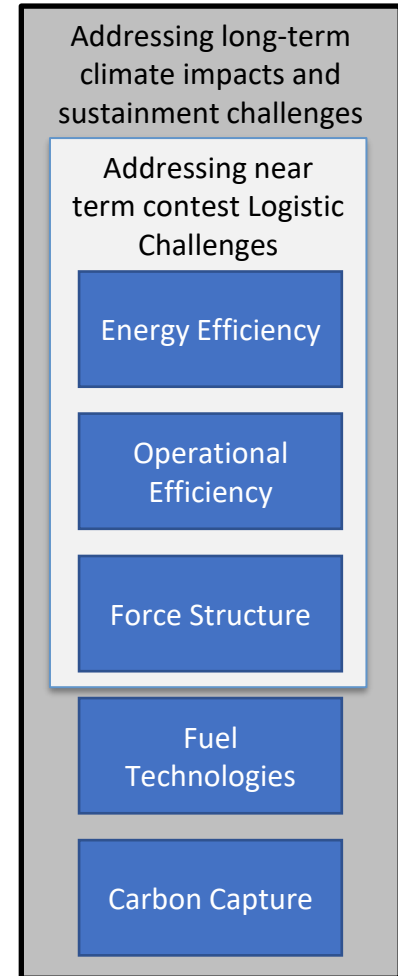 Addressing long-term
climate impacts and
sustainment challenges
Addressing near
term contest Logistic
Challenges
Energy Efficiency
Operational
Efficiency
Force Structure
Fuel
Technologies
Carbon Capture